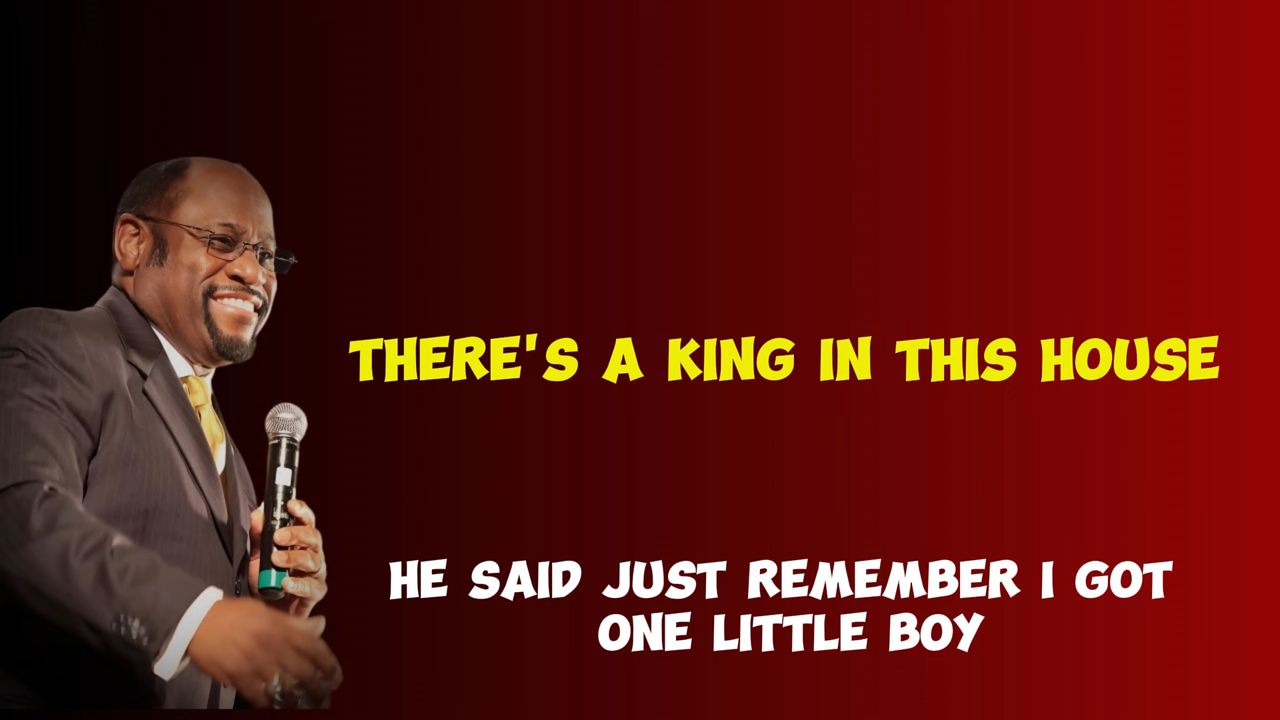 THERE'S A KING IN THIS HOUSE
HE SAID JUST REMEMBER I GOT
ONE LITTLE BOY